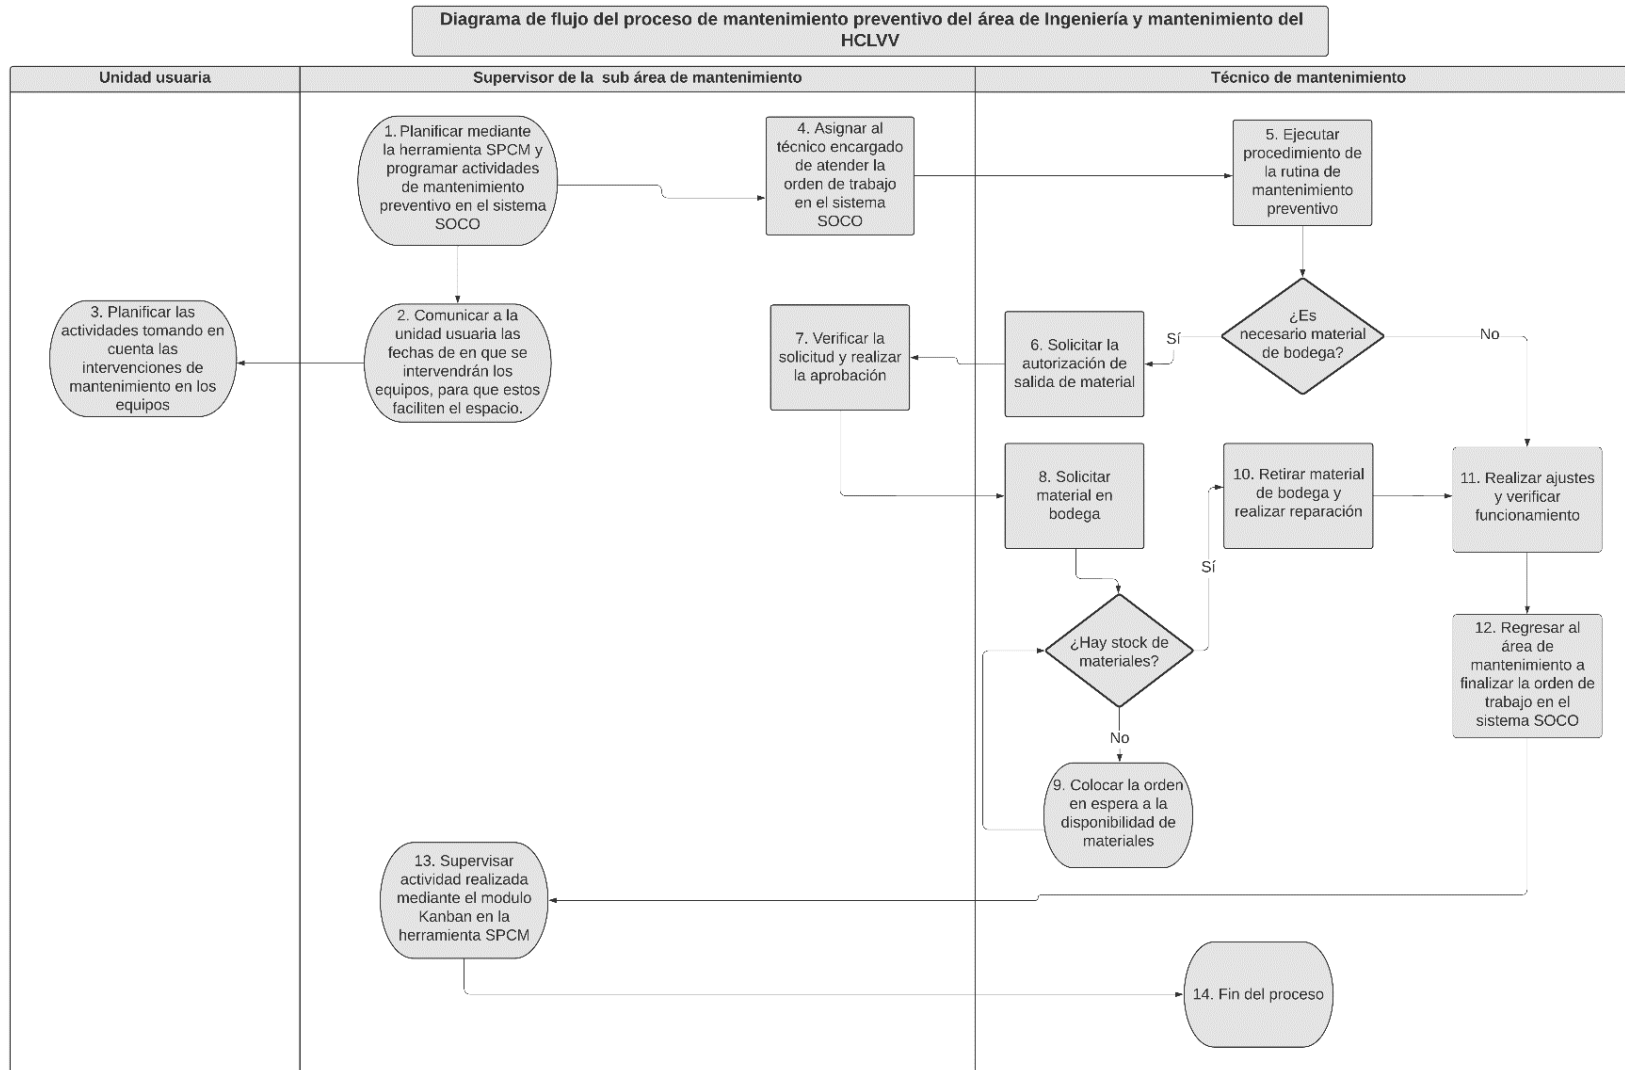 Diagrama de flujo del proceso de mantenimiento preventivo del área de Ingeniería y mantenimiento del
HCLVV
Unidad usuaria
Supervisor de la sub área de mantenimiento
Técnico de mantenimiento
1. Planificar mediante
la herramienta SPCM y
programar actividades
de mantenimiento
preventivo en el sistema
SOCO
4. Asignar al
técnico encargado
de atender la
orden de trabajo
en el sistema
SOCO
5. Ejecutar
procedimiento de
la rutina de
mantenimiento
preventivo
3. Planificar las
actividades tomando en
cuenta las
intervenciones de
mantenimiento en los
equipos
2. Comunicar a la
unidad usuaria las
fechas de en que se
intervendrán los
equipos, para que estos
faciliten el espacio.
7. Verificar la
solicitud y realizar
la aprobación
6. Solicitar la
autorización de
salida de material
Sí
¿Es
necesario material
de bodega?
No
8. Solicitar
material en
bodega
10. Retirar material
de bodega y
realizar reparación
11. Realizar ajustes
y verificar
funcionamiento
Sí
¿Hay stock de
materiales?
12. Regresar al
área de
mantenimiento a
finalizar la orden de
trabajo en el
sistema SOCO
No
9. Colocar la orden
en espera a la
disponibilidad de
materiales
13. Supervisar
actividad realizada
mediante el modulo
Kanban en la
herramienta SPCM
14. Fin del proceso